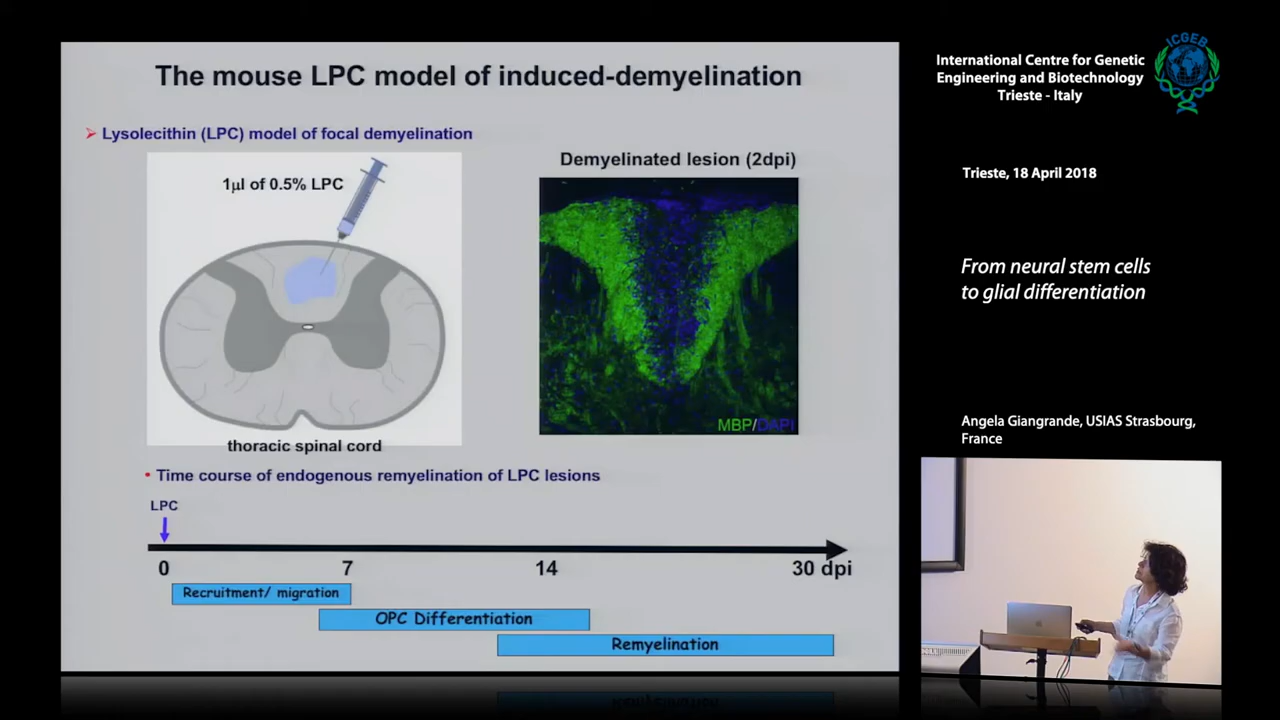 The mouse LPC model of induced-demyelination
➢ Lysolecithin (LPC) model of focal demyelination
1μl of 0.5% LPC
thoracic spinal cord
Demyelinated lesion (2dpi)
MBP/DAPI
• Time course of endogenous remyelination of LPC lesions
LPC
0 7 14 30 dpi
Recruitment/ migration
OPC Differentiation
Remyelination
International Centre for Genetic
Engineering and Biotechnology
Trieste - Italy
ICGEB
Trieste, 18 April 2018
From neural stem cells
to glial differentiation
Angela Giangrande, USIAS Strasbourg,
France